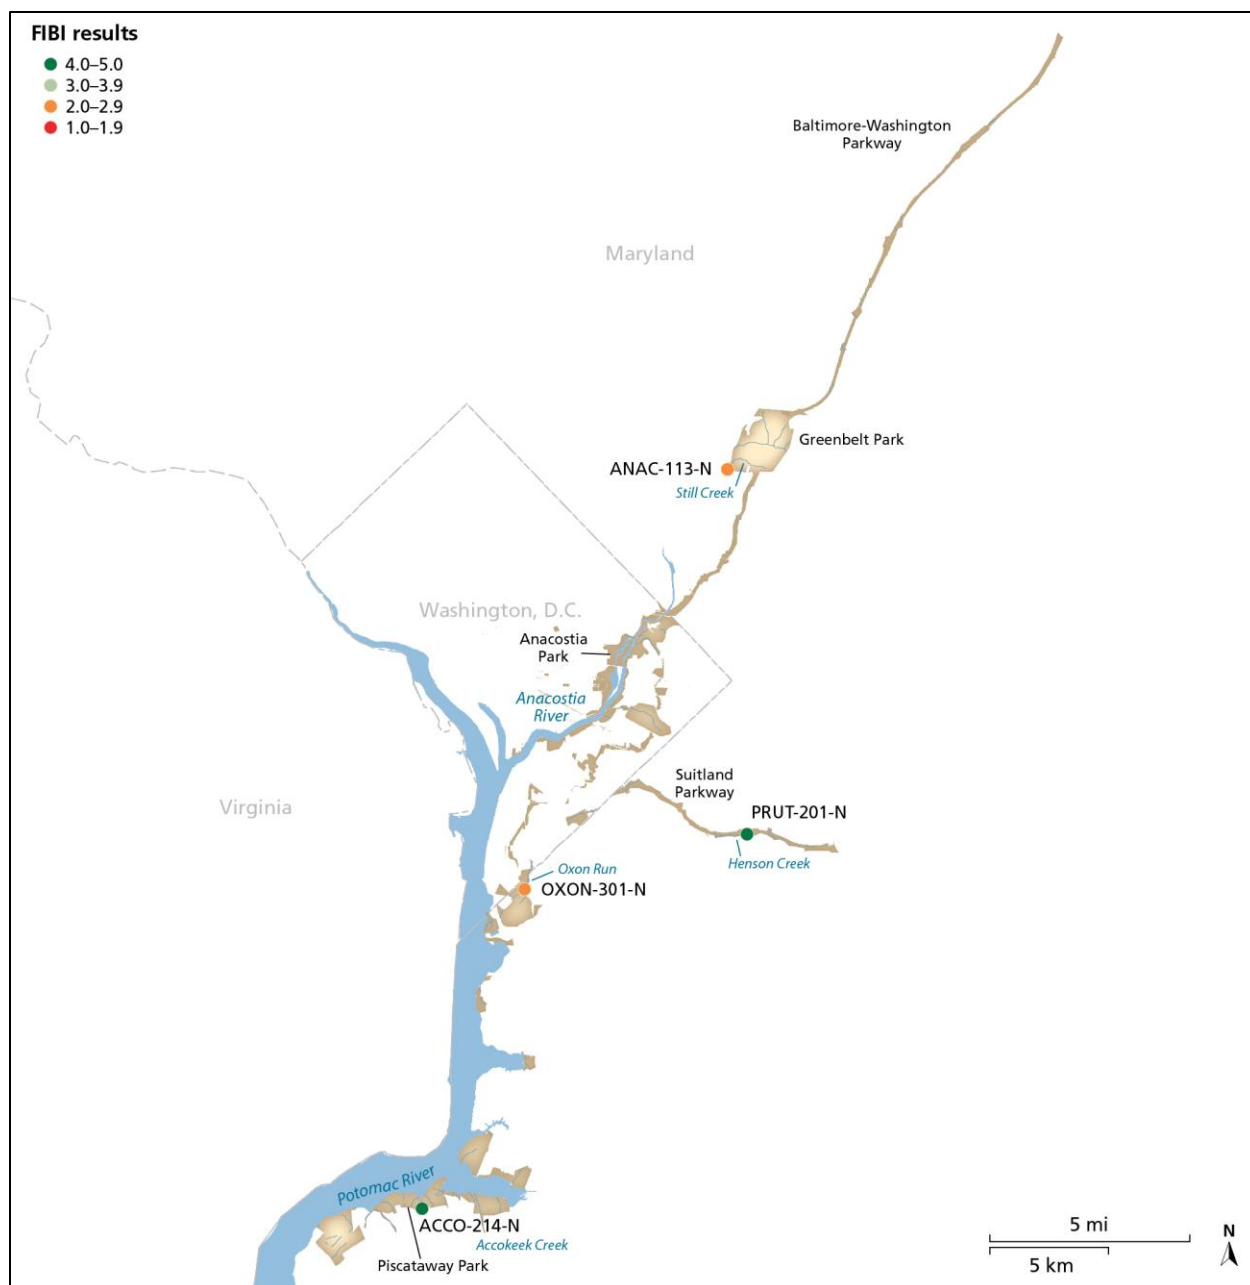 FIBI results
4.0–5.0
3.0–3.9
2.0–2.9
1.0–1.9
Baltimore-Washington
Parkway
Maryland
Greenbelt Park
ANAC-113-N
Still Creek
Washington, D.C.
Anacostia
Park
Anacostia
River
Suitland
Parkway
Virginia
PRUT-201-N
Henson Creek
Oxon Run
OXON-301-N
Potomac River
ACCO-214-N
Accokeek Creek
Piscataway Park
5 mi
5 km
N